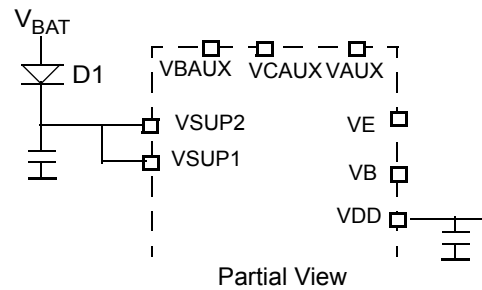 VBAT
D1
VBAUX VCAUX VAUX
VSUP2
VE
VSUP1
VB
VDD
Partial View